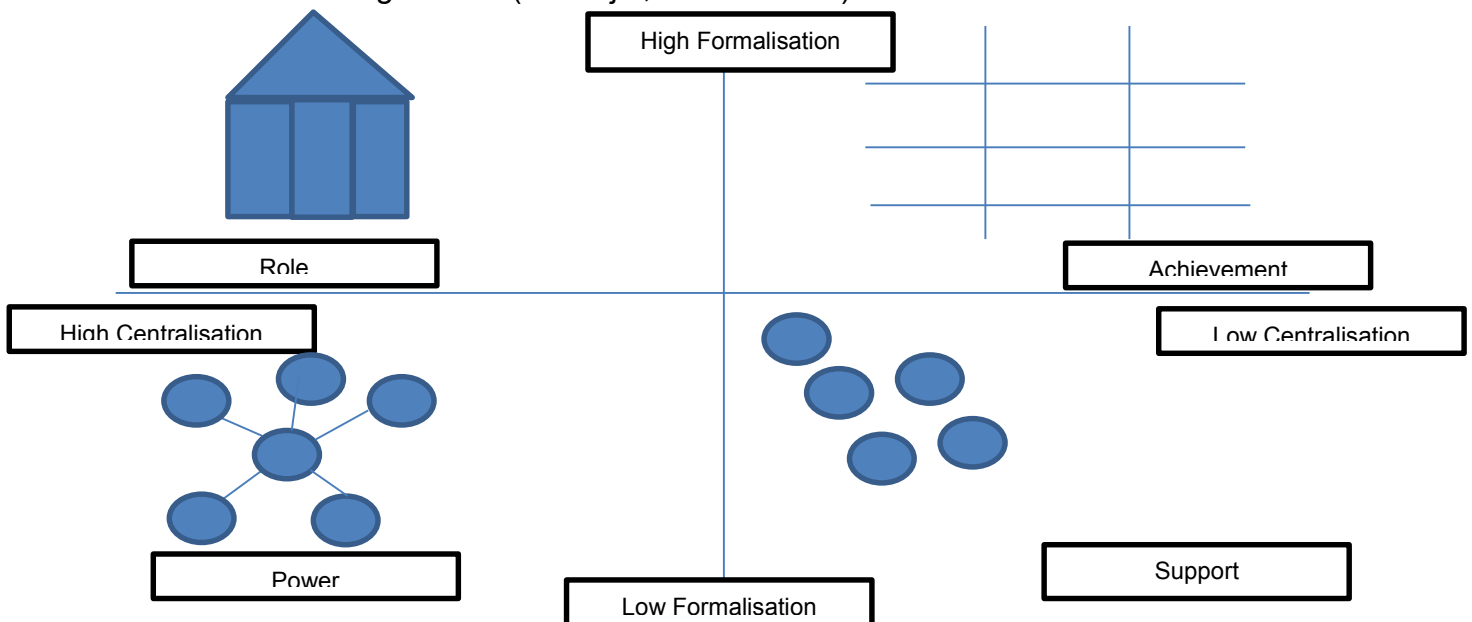 High Formalisation
Role
Achievement
High Centralisation
Low Centralisation
Power
Support
Low Formalisation